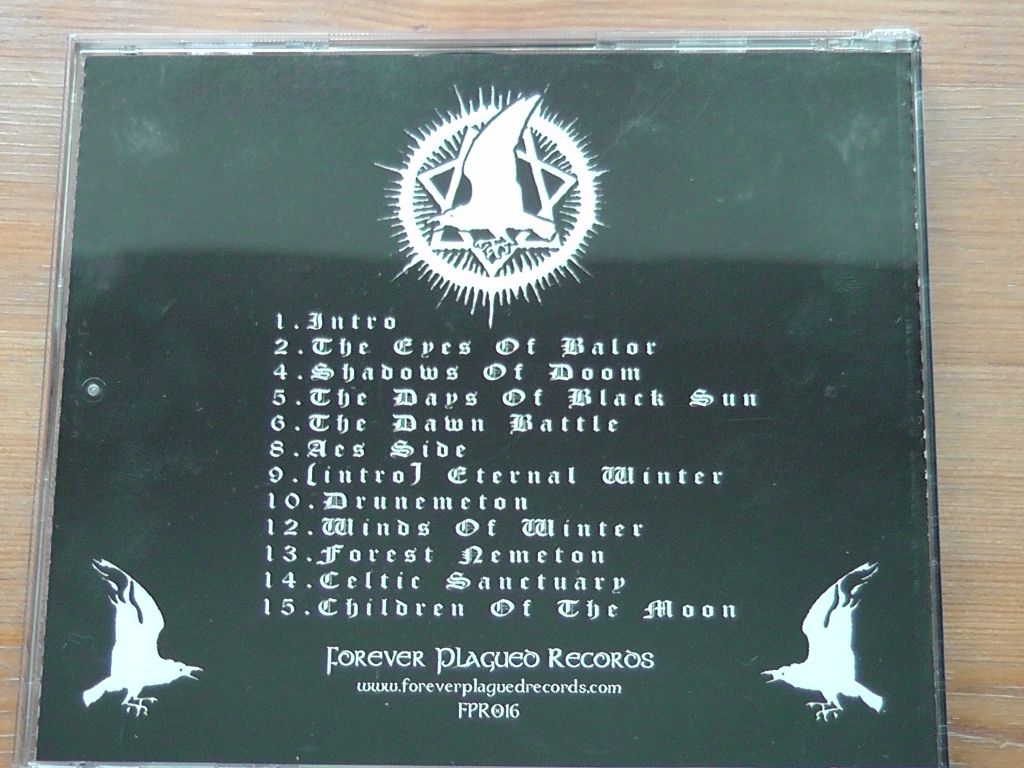 1.Intro
2.The Eyes Of Balor
4.Shadows Of Doom
5.The Days Of Black Sun
6.The Dawn Battle
8.Aes Side
9.[intro] Eternal Winter
10.Drunemeton
12.Winds Of Winter
13.Forest Nemeton
14.Celtic Sanctuary
15.Children Of The Moon
Forever Plagued Records
www.foreverplaguedrecords.com
FPR016